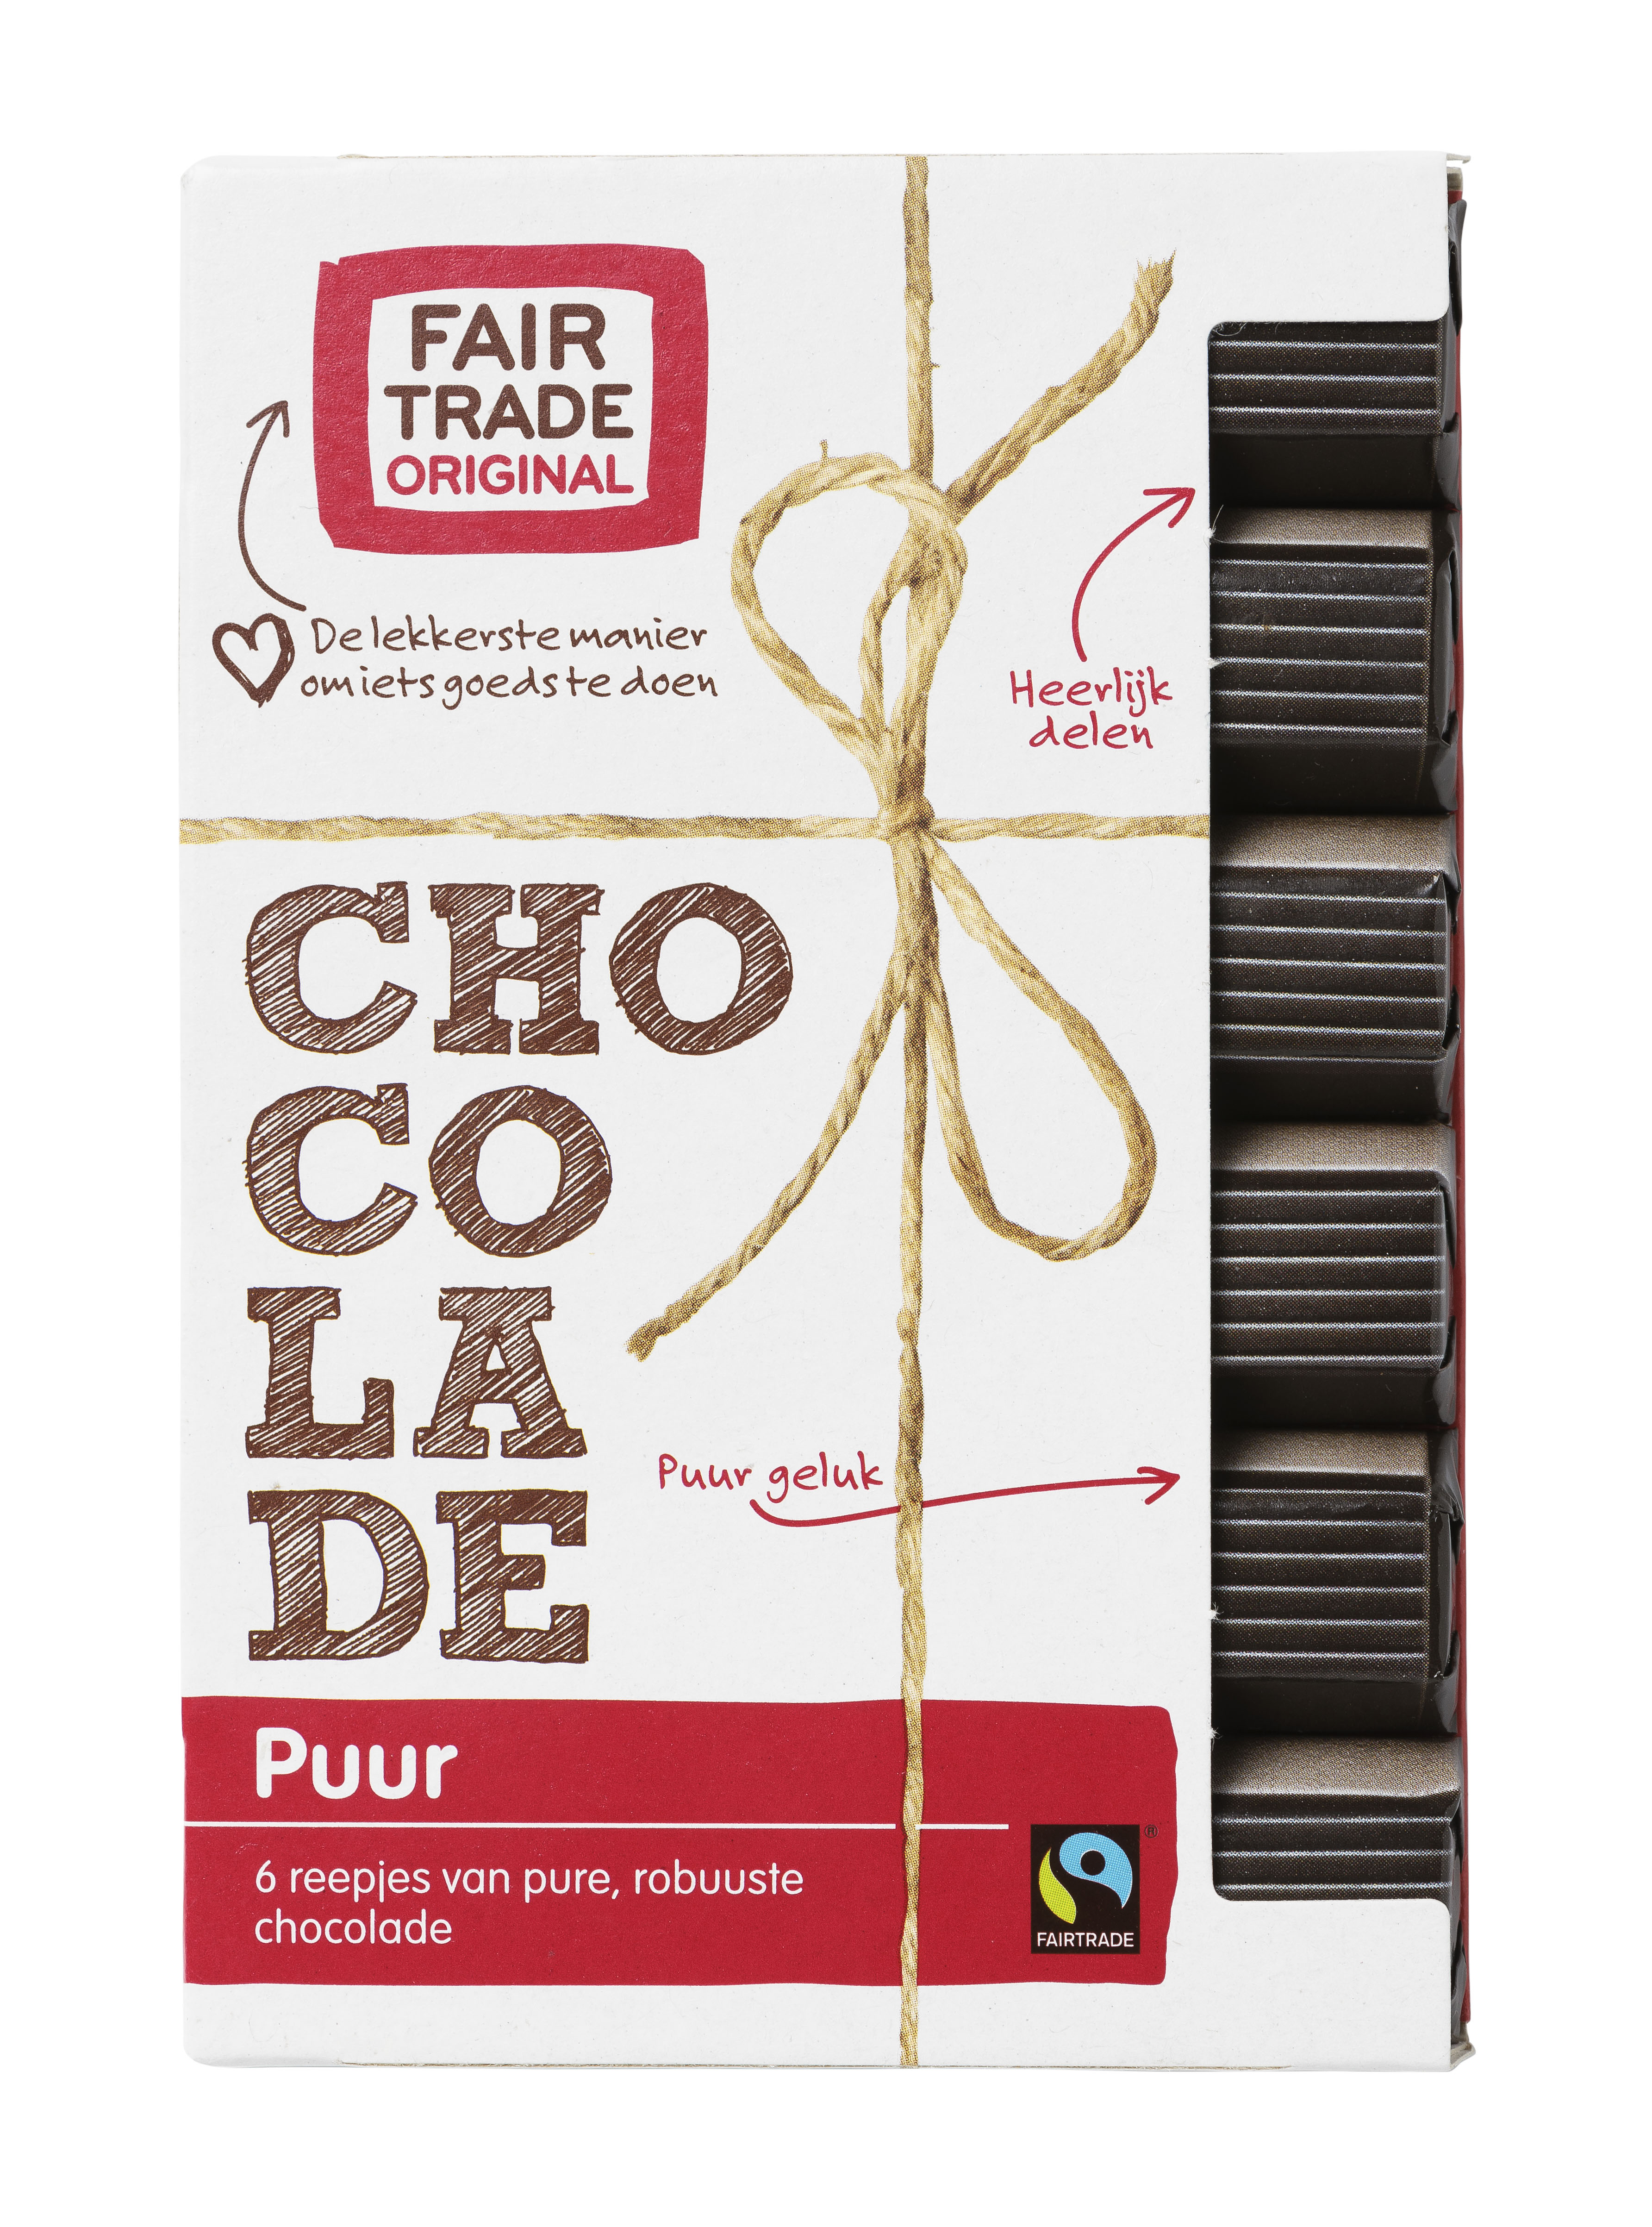 FAIR
TRADE
ORIGINAL
De lekkerste manier
om iets goeds te doen
Heerlijk
delen
CHO
CO
LA
DE
Puur geluk
Puur
6 reepjes van pure, robuuste
chocolade
®
FAIRTRADE